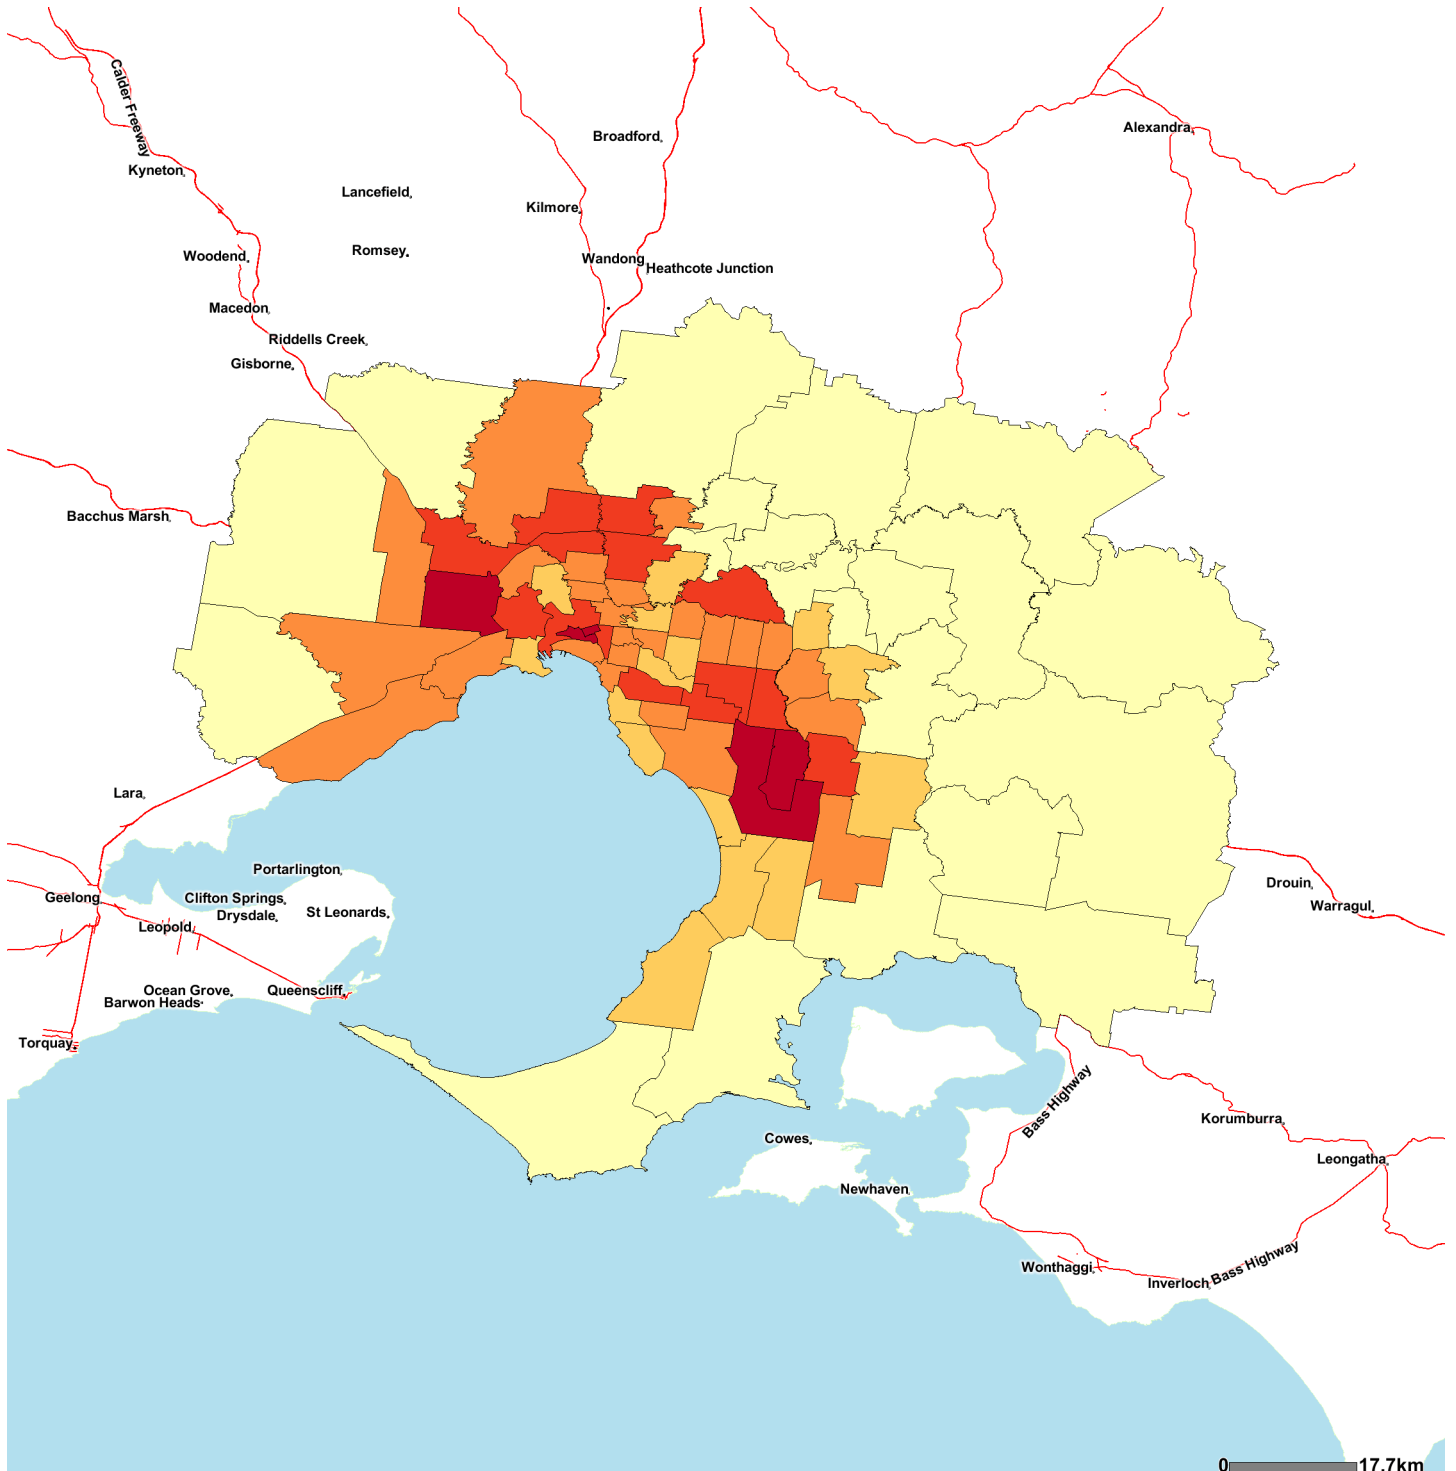 Calder Freeway
Broadford
Alexandra
Kyneton
Lancefield
Kilmore
Woodend
Romsey
Wandong
Heathcote Junction
Macedon
Riddells Creek
Gisborne
Bacchus Marsh
Lara
Portarlington
Geelong
Clifton Springs
Drysdale
St Leonards
Leopold
Drouin
Warragul
Ocean Grove
Queenscliff
Barwon Heads
Torquay
Bass Highway
Korumburra
Cowes
Leongatha
Newhaven
Wonthaggi
Inverloch
Bass Highway
0 17.7km